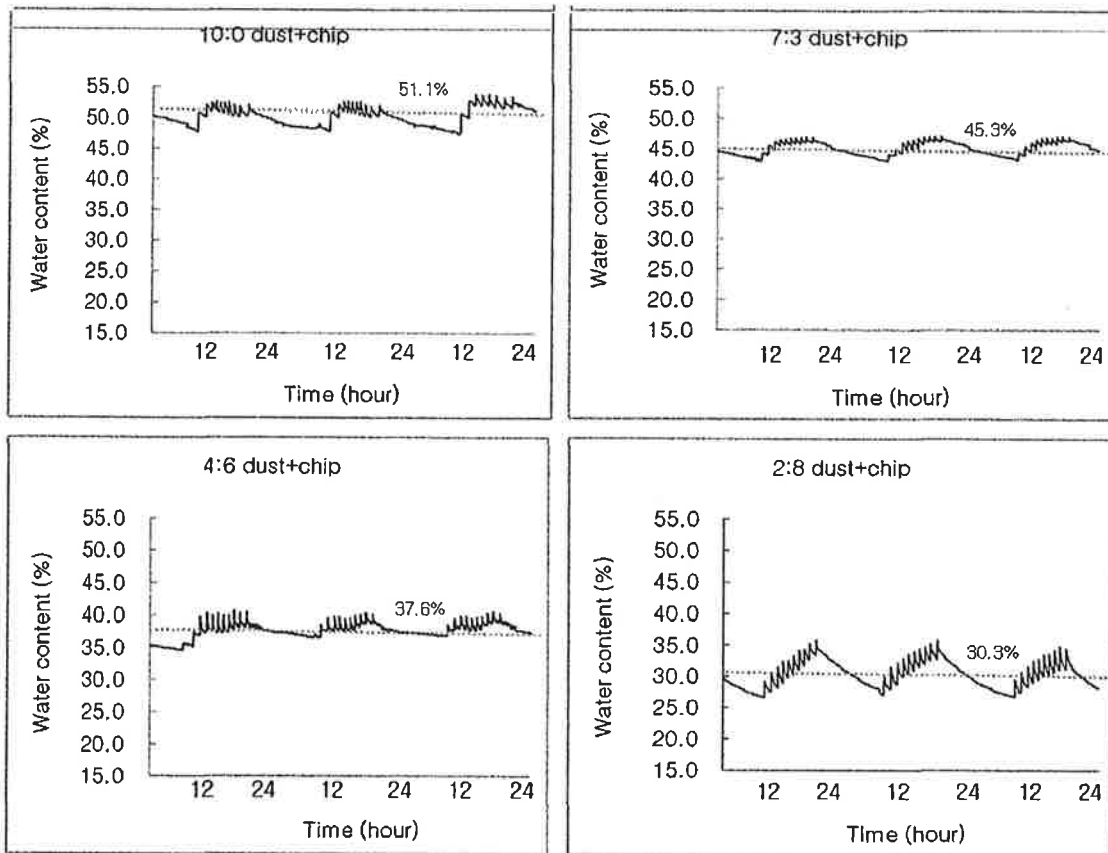 10:0 dust+chip
51.1%
Water content (%)
55.0
50.0
45.0
40.0
35.0
30.0
25.0
20.0
15.0
12 24 12 12 24
Time (hour)
7:3 dust+chip
45.3%
Water content (%)
55.0
50.0
45.0
40.0
35.0
30.0
25.0
20.0
15.0
12 24 12 24 12 24
Time (hour)
4:6 dust+chip
37.6%
Water content (%)
55.0
50.0
45.0
40.0
35.0
30.0
25.0
20.0
15.0
12 24 12 24 12 24
Time (hour)
2:8 dust+chip
30.3%
Water content (%)
55.0
50.0
45.0
40.0
35.0
30.0
25.0
20.0
15.0
12 24 12 24 12 24
Time (hour)